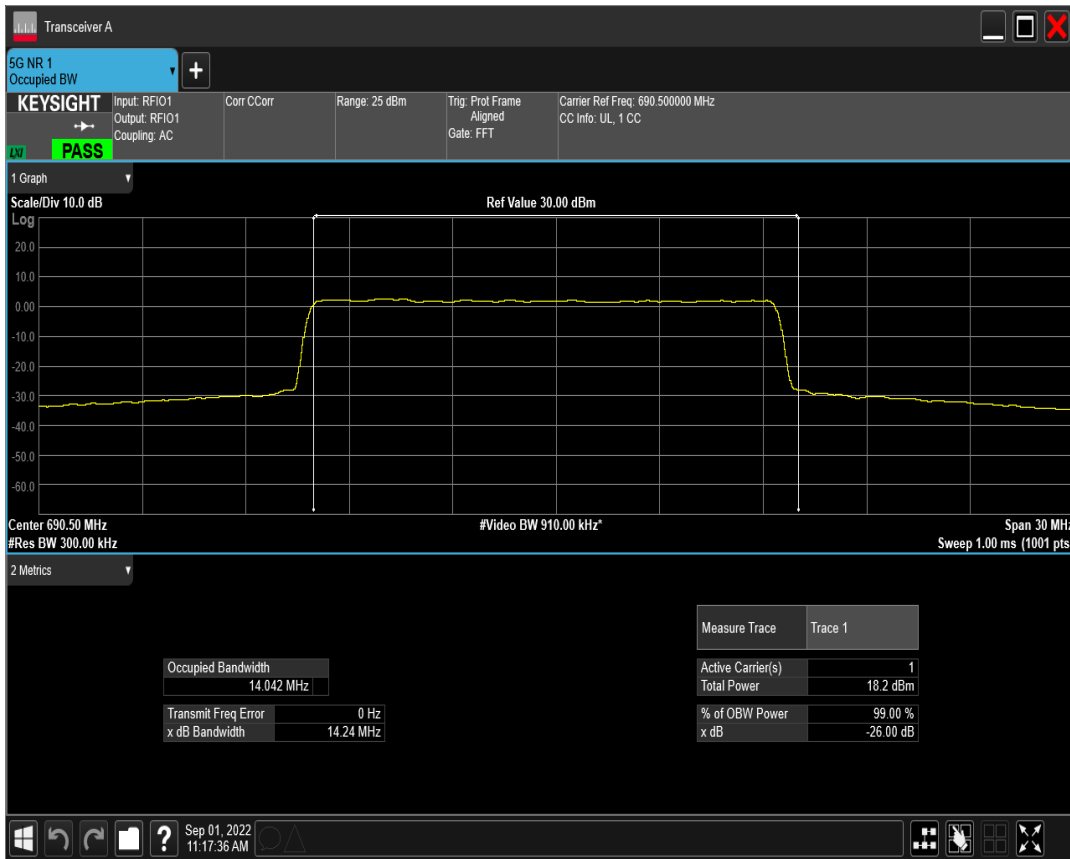 Transceiver A
5G NR 1
Occupied BW
KEYSIGHT
LXI
PASS
Input: RFIO1
Output: RFIO1
Coupling: AC
Corr CCorr
Range: 25 dBm
Trig: Prot Frame
Aligned
Gate: FFT
Carrier Ref Freq: 690.500000 MHz
CC Info: UL, 1 CC
1 Graph
Scale/Div 10.0 dB
Ref Value 30.00 dBm
Log
20.0
10.0
0.00
-10.0
-20.0
-30.0
-40.0
-50.0
-60.0
Center 690.50 MHz
#Video BW 910.00 kHz*
Span 30 MHz
#Res BW 300.00 kHz
Sweep 1.00 ms (1001 pts
2 Metrics
Measure Trace Trace 1
Occupied Bandwidth
14.042 MHz
Active Carrier(s) 1
Total Power 18.2 dBm
Transmit Freq Error 0 Hz
x dB Bandwidth 14.24 MHz
% of OBW Power 99.00 %
x dB -26.00 dB
?
Sep 01, 2022
11:17:36 AM